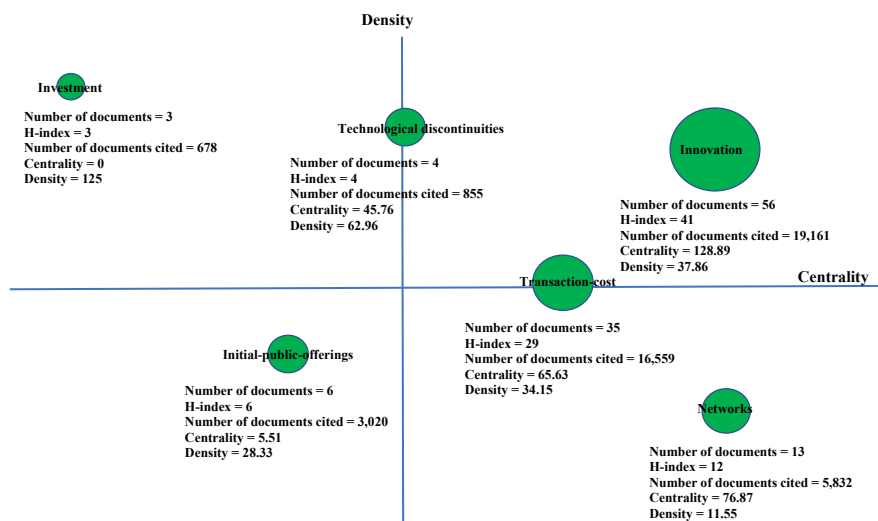 Density
Investment
Number of documents = 3
H-index = 3
Number of documents cited = 678
Centrality = 0
Density = 125
Technological discontinuities
Number of documents = 4
H-index = 4
Number of documents cited = 855
Centrality = 45.76
Density = 62.96
Innovation
Number of documents = 56
H-index = 41
Number of documents cited = 19,161
Centrality = 128.89
Density = 37.86
Centrality
Transaction-cost
Number of documents = 35
H-index = 29
Number of documents cited = 16,559
Centrality = 65.63
Density = 34.15
Initial-public-offerings
Number of documents = 6
H-index = 6
Number of documents cited = 3,020
Centrality = 5.51
Density = 28.33
Networks
Number of documents = 13
H-index = 12
Number of documents cited = 5,832
Centrality = 76.87
Density = 11.55